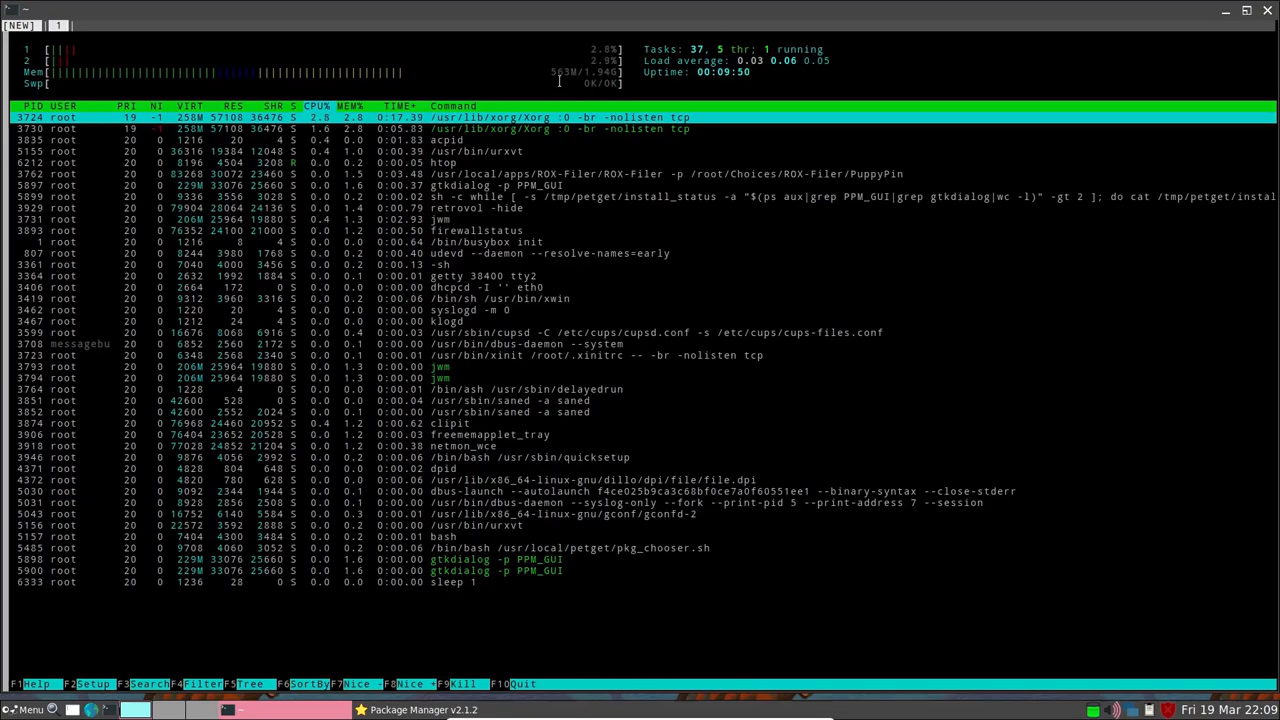 ~
[NEW] 1
1 [|||| 2.8%] Tasks: 37, 5 thr; 1 running
2 [||| 2.9%] Load average: 0.03 0.06 0.05
Mem[ 563M/1.94G] Uptime: 00:09:50
Swp[ 0K/0K]
PID USER PRI NI VIRT RES SHR S CPU% MEM% TIME+ Command
3724 root 19 -1 258M 57108 36476 S 2.8 2.8 0:17.39 /usr/lib/xorg/Xorg :0 -br -nolisten tcp
3730 root 19 -1 258M 57108 36476 S 1.6 2.8 0:05.83 /usr/lib/xorg/Xorg :0 -br -nolisten tcp
3835 root 20 0 1216 20 4 S 0.4 0.0 0:01.83 acpid
5155 root 20 0 36316 19384 12048 S 0.4 1.0 0:00.39 /usr/bin/urxvt
6212 root 20 0 8196 4504 3208 R 0.0 0.2 0:00.06 htop
3762 root 20 0 83268 30072 23460 S 0.0 1.5 0:03.48 /usr/local/apps/ROX-Filer/ROX-Filer -p /root/Choices/ROX-Filer/PuppyPin
5897 root 20 0 229M 33076 25660 S 0.0 1.6 0:00.37 gtkdialog -p PPM_GUI
5899 root 20 0 9336 3556 3028 S 0.0 0.2 0:00.06 sh -c while [ -s /tmp/petget/install_status -a "$(ps aux|grep PPM_GUI|grep gtkdialog|wc -l)" -gt 2 ]; do cat /tmp/petget/instal
3929 root 20 0 79904 28064 24136 S 0.0 1.4 0:00.79 retrovol -hide
3731 root 20 0 206M 25964 19880 S 0.4 1.3 0:02.93 jwm
3893 root 20 0 76352 24100 21000 S 0.0 1.2 0:00.50 firewallstatus
1 root 20 0 1216 8 4 S 0.0 0.0 0:00.64 /bin/busybox init
807 root 20 0 8244 3980 1768 S 0.0 0.2 0:00.40 udevd --daemon --resolve-names=early
3361 root 20 0 7040 4000 3456 S 0.0 0.2 0:00.13 -sh
3364 root 20 0 2632 1992 1884 S 0.0 0.1 0:00.00 getty 38400 tty2
3406 root 20 0 2664 172 0 S 0.0 0.0 0:00.00 dhcpcd -I '' eth0
3419 root 20 0 9312 3960 3316 S 0.0 0.2 0:00.06 /bin/sh /usr/bin/xwin
3462 root 20 0 1220 20 4 S 0.0 0.0 0:00.01 syslogd -m 0
3467 root 20 0 1212 24 4 S 0.0 0.0 0:00.01 klogd
3599 root 20 0 16676 8068 6916 S 0.0 0.4 0:00.03 /usr/sbin/cupsd -C /etc/cups/cupsd.conf -s /etc/cups/cups-files.conf
3708 messagebu 20 0 6852 2560 2172 S 0.0 0.1 0:00.00 /usr/bin/dbus-daemon --system
3723 root 20 0 6348 2568 2340 S 0.0 0.1 0:00.01 /usr/bin/xinit /root/.xinitrc -- -br -nolisten tcp
3793 root 20 0 206M 25964 19880 S 0.0 1.3 0:00.00 jwm
3794 root 20 0 206M 25964 19880 S 0.0 1.3 0:00.00 jwm
3764 root 20 0 1228 4 0 S 0.0 0.0 0:00.01 /bin/ash /usr/sbin/delayedrun
3851 root 20 0 42600 528 0 S 0.0 0.0 0:00.04 /usr/sbin/saned -a saned
3852 root 20 0 42600 2552 2024 S 0.0 0.1 0:00.00 /usr/sbin/saned -a saned
3874 root 20 0 76968 24460 20952 S 0.4 1.2 0:00.62 clipit
3906 root 20 0 76404 23652 20528 S 0.0 1.2 0:00.03 freememapplet_tray
3918 root 20 0 77028 24852 21204 S 0.0 1.2 0:00.38 netmon_wce
3946 root 20 0 9876 4056 2992 S 0.0 0.2 0:00.06 /bin/bash /usr/sbin/quicksetup
4371 root 20 0 4828 804 648 S 0.0 0.0 0:00.02 dpid
4372 root 20 0 4820 780 628 S 0.0 0.0 0:00.06 /usr/lib/x86_64-linux-gnu/dillo/dpi/file/file.dpi
5030 root 20 0 9092 2344 1944 S 0.0 0.1 0:00.00 dbus-launch --autolaunch f4ce025b9ca3c68bf0ce7a0f60551ee1 --binary-syntax --close-stderr
5031 root 20 0 8928 2856 2508 S 0.0 0.1 0:00.00 /usr/bin/dbus-daemon --syslog-only --fork --print-pid 5 --print-address 7 --session
5043 root 20 0 16752 6140 5584 S 0.0 0.3 0:00.03 /usr/lib/x86_64-linux-gnu/gconf/gconfd-2
5156 root 20 0 22572 3592 2888 S 0.0 0.2 0:00.00 /usr/bin/urxvt
5157 root 20 0 7404 4300 3484 S 0.0 0.2 0:00.00 bash
5485 root 20 0 9708 4060 3052 S 0.0 0.2 0:00.06 /bin/bash /usr/local/petget/pkg_chooser.sh
5898 root 20 0 229M 33076 25660 S 0.0 1.6 0:00.00 gtkdialog -p PPM_GUI
5900 root 20 0 229M 33076 25660 S 0.0 1.6 0:00.00 gtkdialog -p PPM_GUI
6333 root 20 0 1236 28 0 S 0.0 0.0 0:00.00 sleep 1
F1Help F2Setup F3Search F4Filter F5Tree F6SortBy F7Nice - F8Nice + F9Kill F10Quit
Menu ~ Package Manager v2.1.2 Fri 19 Mar 22:09